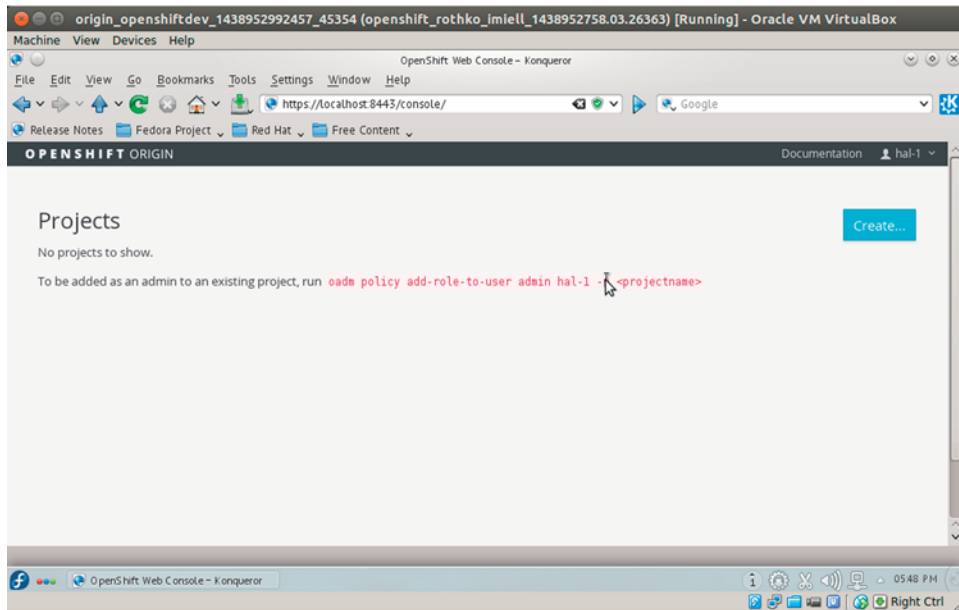 origin_openshiftdev_1438952992457_45354 (openshift_rothko_imiell_1438952758.03.26363) [Running] - Oracle VM VirtualBox
Machine View Devices Help
OpenShift Web Console – Konqueror
File Edit View Go Bookmarks Tools Settings Window Help
https://localhost:8443/console/ Google
Release Notes Fedora Project Red Hat Free Content
OPENSHIFT ORIGIN Documentation hal-1
Projects Create...
No projects to show.
To be added as an admin to an existing project, run oadm policy add-role-to-user admin hal-1 - <projectname>
OpenShift Web Console – Konqueror 05:48 PM
Right Ctrl